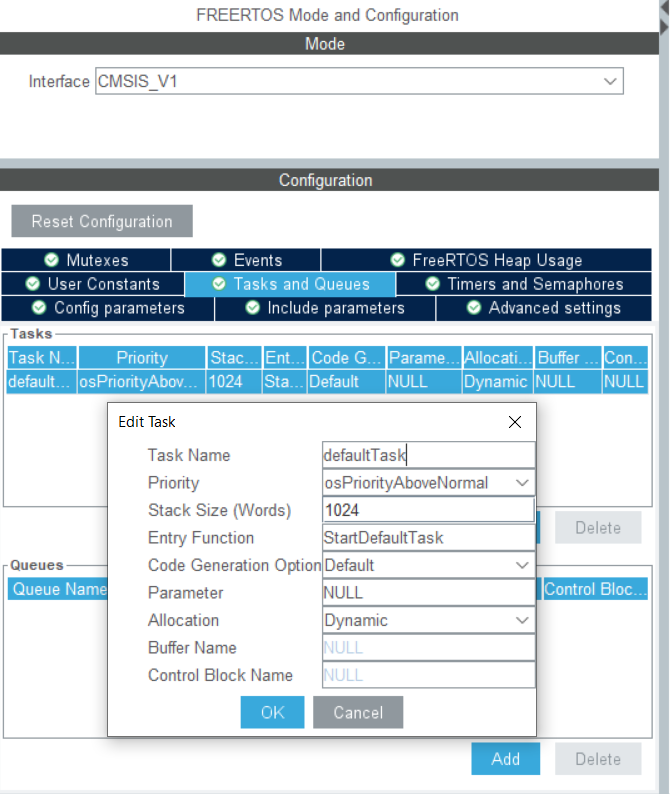 FREERTOS Mode and Configuration
Mode
Interface CMSIS_V1
Configuration
Reset Configuration
Mutexes Events FreeRTOS Heap Usage
User Constants Tasks and Queues Timers and Semaphores
Config parameters Include parameters Advanced settings
Tasks
Task N... Priority Stac... Ent... Code G... Parame... Allocati... Buffer ... Con...
default... osPriorityAbov... 1024 Sta... Default NULL Dynamic NULL NULL
Edit Task
Task Name defaultTask
Priority osPriorityAboveNormal
Stack Size (Words) 1024
Entry Function StartDefaultTask
Code Generation Option Default
Parameter NULL
Allocation Dynamic
Buffer Name NULL
Control Block Name NULL
OK Cancel
Delete
Queues
Queue Name Control Bloc...
Add Delete